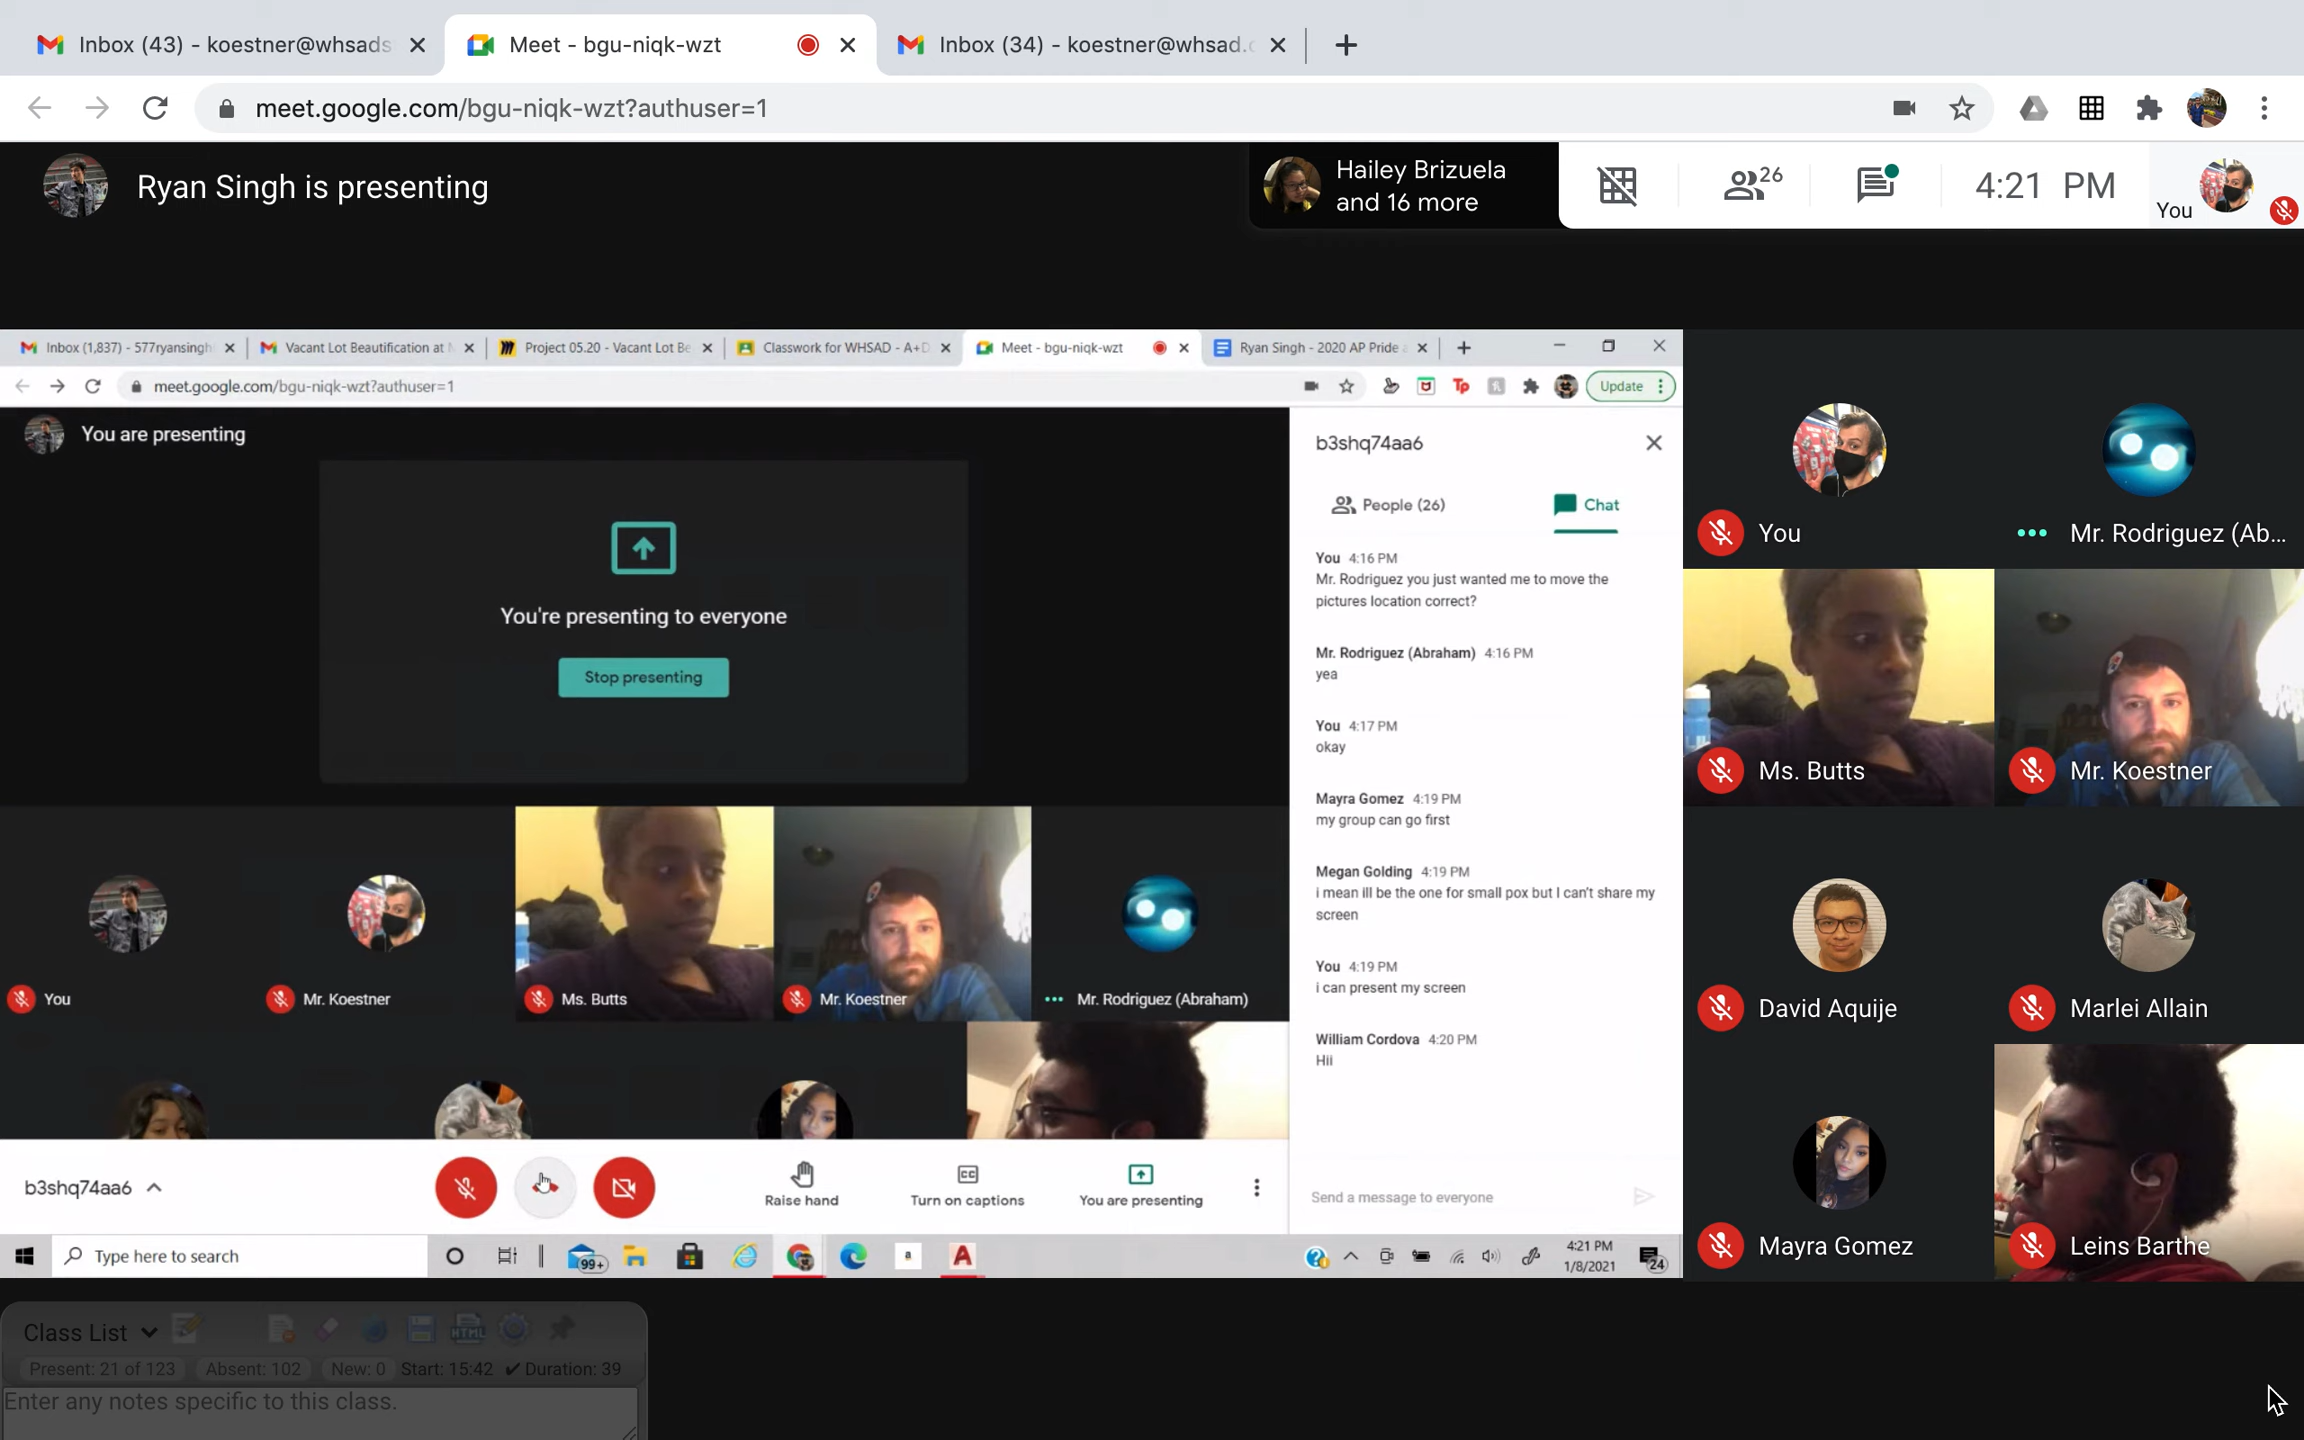 Inbox (43) - koestner@whsads
Meet - bgu-niqk-wzt
Inbox (34) - koestner@whsad.c
meet.google.com/bgu-niqk-wzt?authuser=1
Ryan Singh is presenting
Hailey Brizuela
and 16 more
26
4:21 PM
You
Inbox (1,837) - 577ryansingh
Vacant Lot Beautification at
Project 05.20 - Vacant Lot Be
Classwork for WHSAD - A+D
Meet - bgu-niqk-wzt
Ryan Singh - 2020 AP Pride
meet.google.com/bgu-niqk-wzt?authuser=1
Tp
Update
You are presenting
You're presenting to everyone
Stop presenting
You
Mr. Koestner
Ms. Butts
Mr. Koestner
Mr. Rodriguez (Abraham)
b3shq74aa6
Raise hand
CC
Turn on captions
You are presenting
b3shq74aa6
People (26)
Chat
You 4:16 PM
Mr. Rodriguez you just wanted me to move the
pictures location correct?
Mr. Rodriguez (Abraham) 4:16 PM
yea
You 4:17 PM
okay
Mayra Gomez 4:19 PM
my group can go first
Megan Golding 4:19 PM
i mean ill be the one for small pox but I can't share my
screen
You 4:19 PM
i can present my screen
William Cordova 4:20 PM
Hii
Send a message to everyone
Type here to search
99+
a
A
4:21 PM
1/8/2021
24
You
Mr. Rodriguez (Ab...
Ms. Butts
Mr. Koestner
David Aquije
Marlei Allain
Mayra Gomez
Leins Barthe
Class List
HTML
Present: 21 of 123
Absent: 102
New: 0
Start: 15:42
✔ Duration: 39
Enter any notes specific to this class.